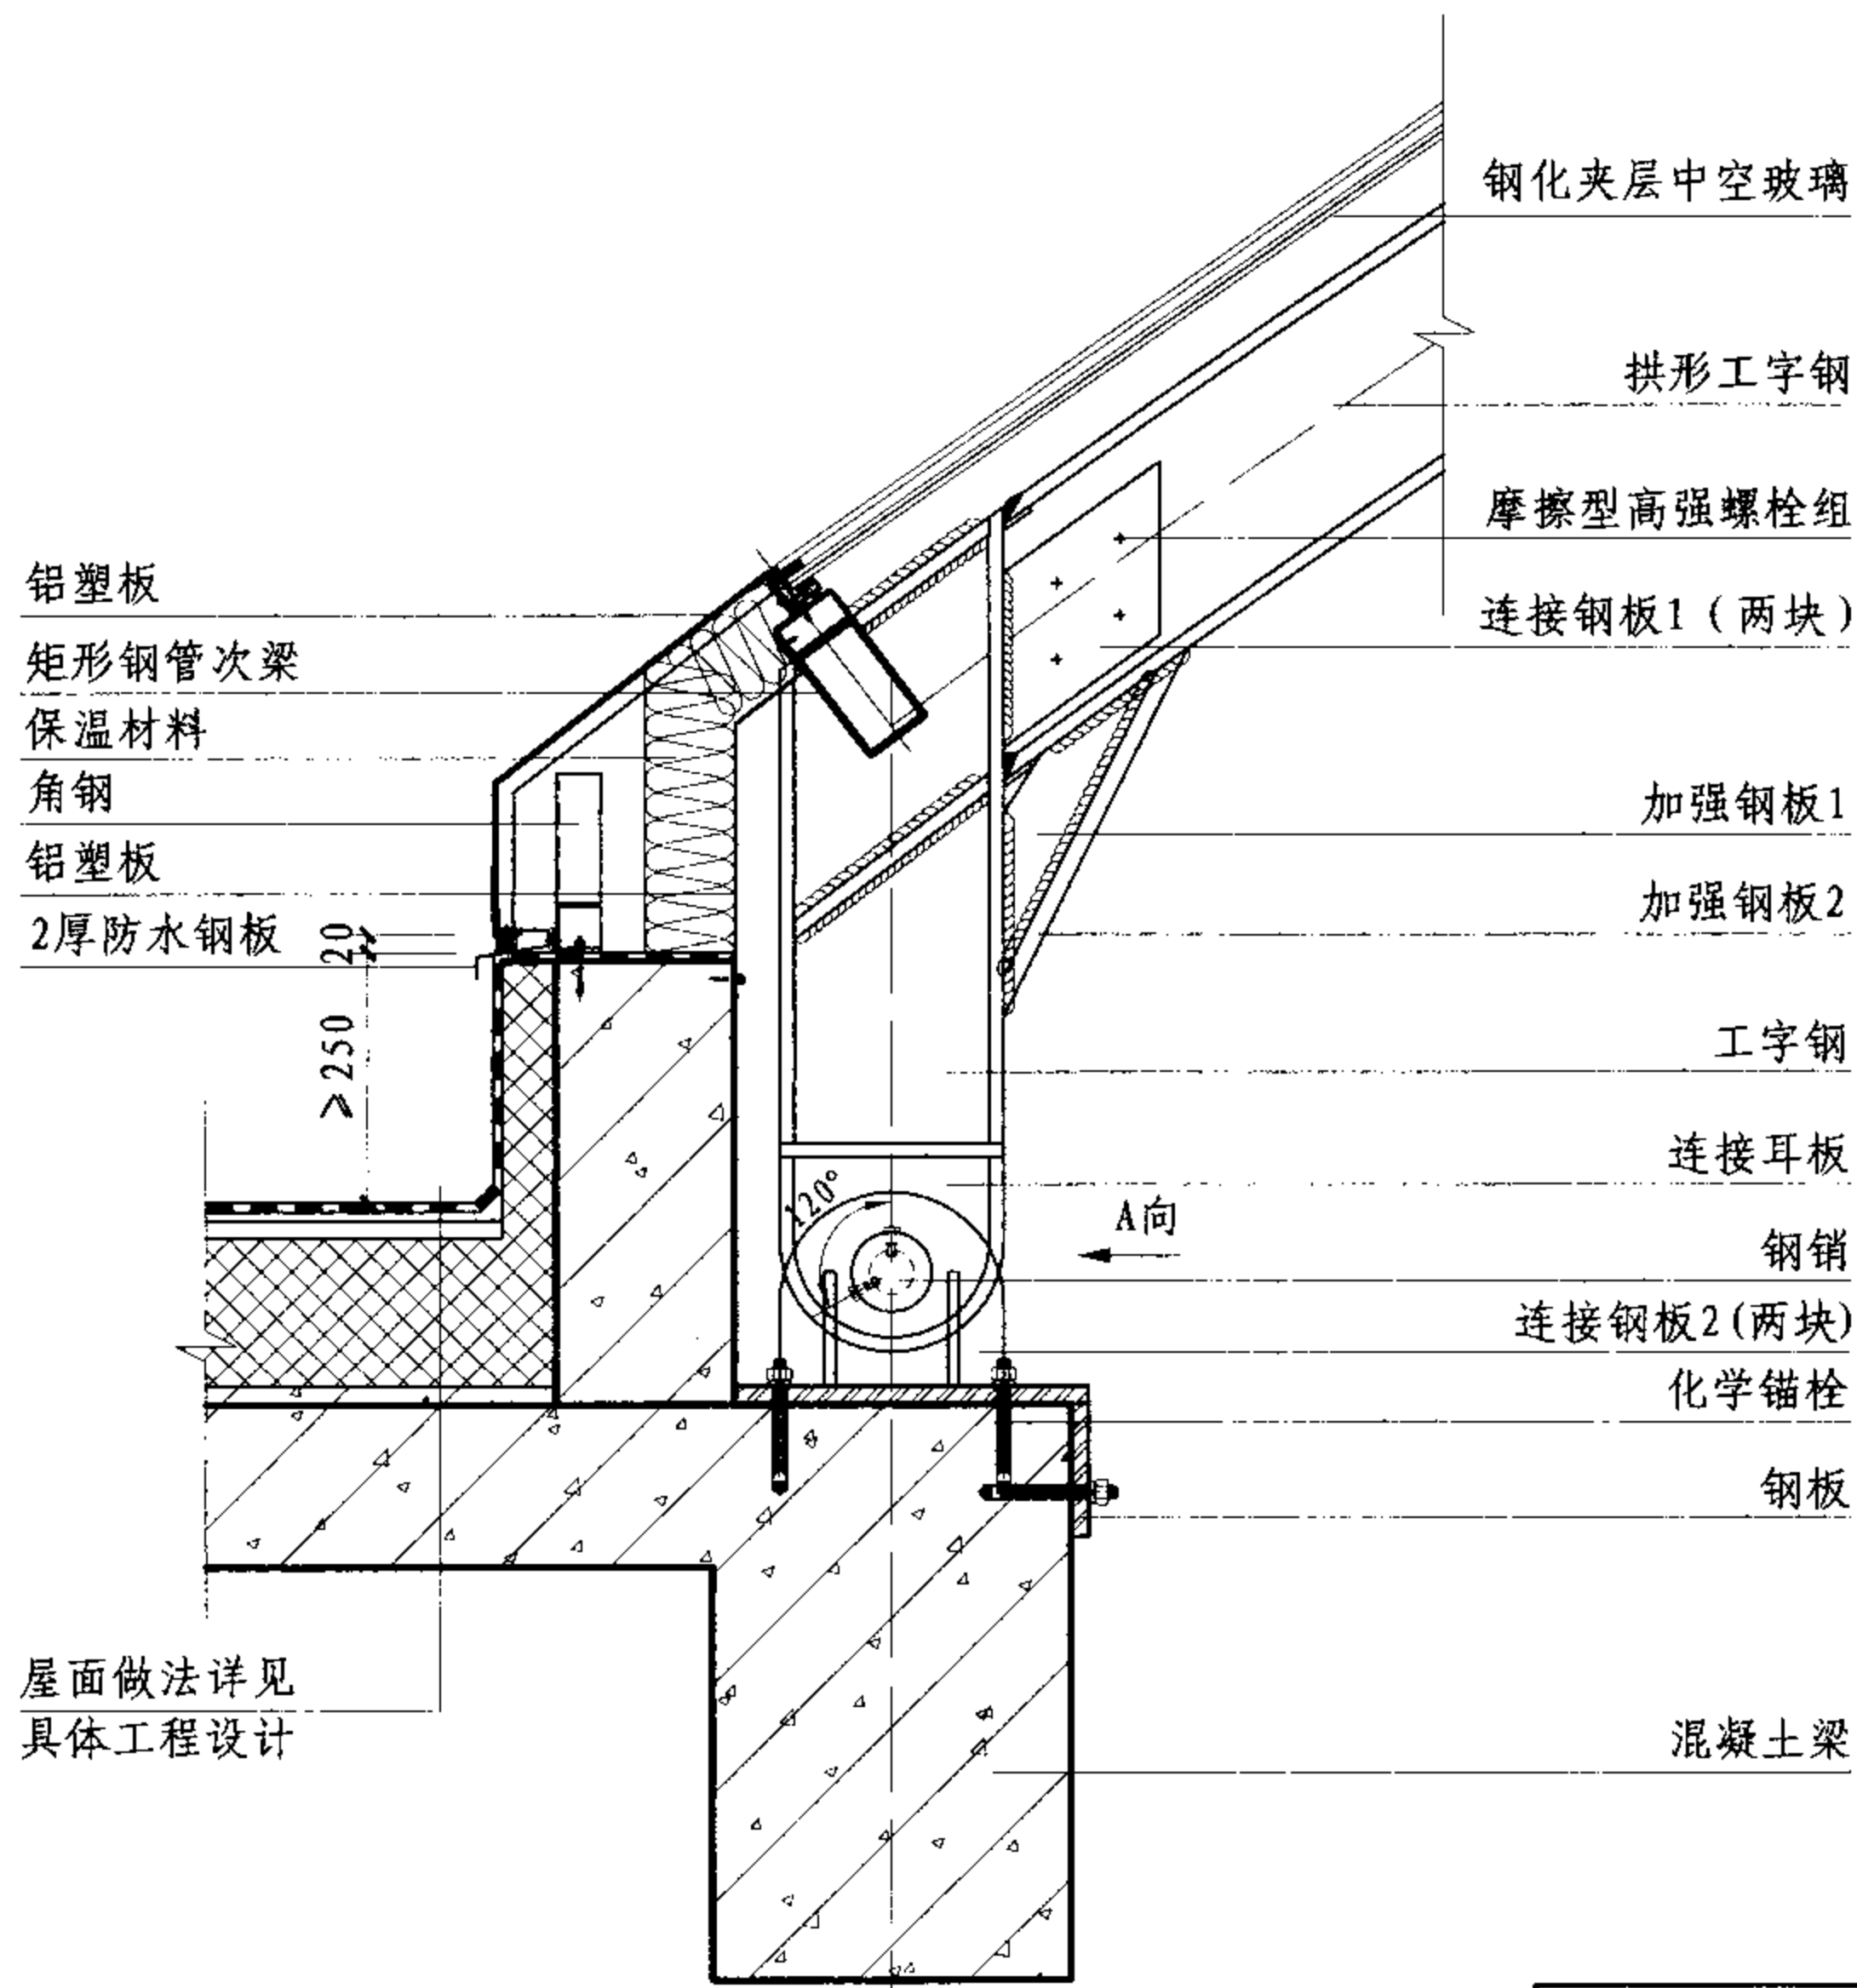 钢化夹层中空玻璃
拱形工字钢
摩擦型高强螺栓组
连接钢板1(两块)
加强钢板1
加强钢板2
工字钢
连接耳板
钢销
连接钢板2(两块)
化学锚栓
钢板
混凝土梁
铝塑板
矩形钢管次梁
保温材料
角钢
铝塑板
2厚防水钢板
20
≥250
120°
A向
屋面做法详见
具体工程设计